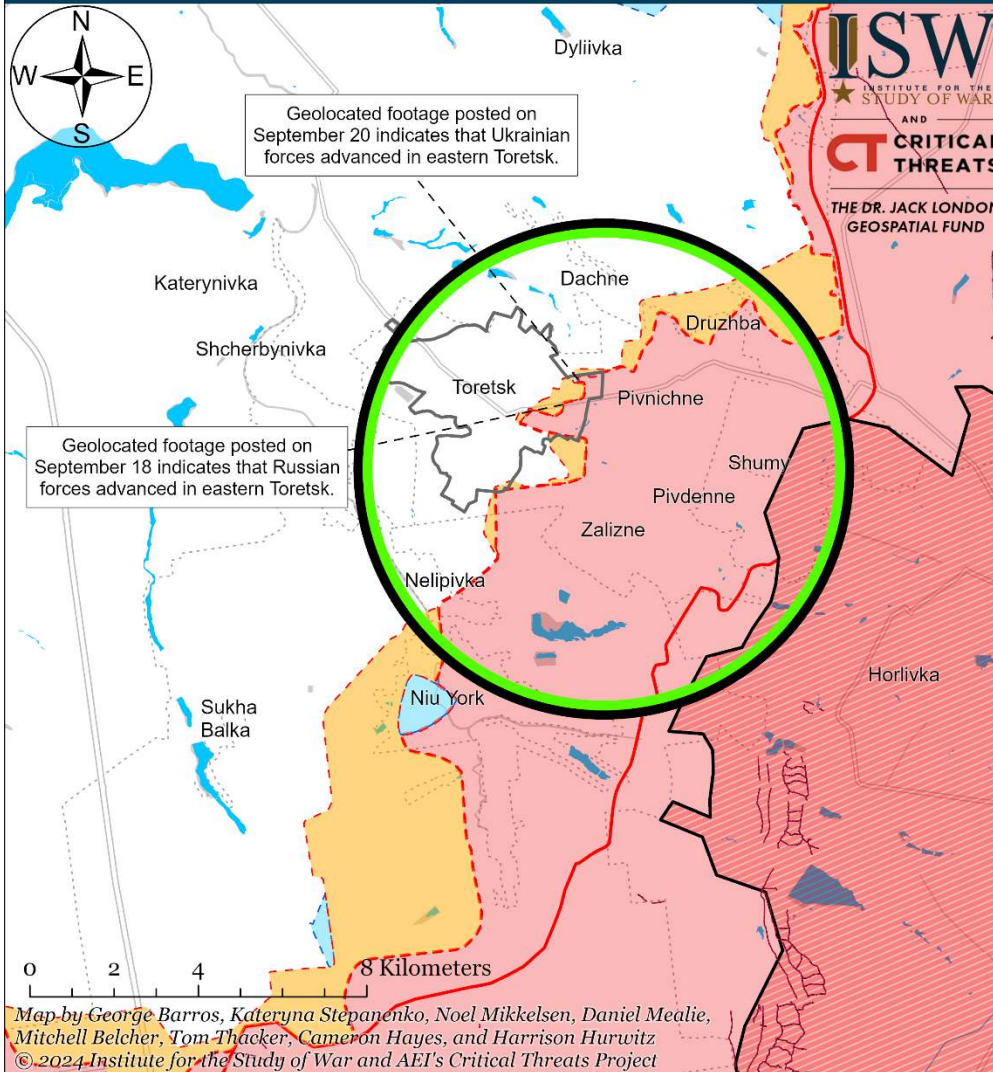 N
W E
S
ISW
INSTITUTE FOR THE
STUDY OF WAR
AND
CT CRITICAL
THREATS
THE DR. JACK LONDON
GEOSPATIAL FUND
Dyliivka
Geolocated footage posted on
September 20 indicates that Ukrainian
forces advanced in eastern Toretsk.
Katerynivka
Dachne
Druzhba
Shcherbynivka
Toretsk
Pivnichne
Geolocated footage posted on
September 18 indicates that Russian
forces advanced in eastern Toretsk.
Shumy
Pivdenne
Zalizne
Nelipivka
Horlivka
Niu York
Sukha
Balka
0 2 4 8 Kilometers
Map by George Barros, Kateryna Stepanenko, Noel Mikkelsen, Daniel Mealie,
Mitchell Belcher, Tom Thacker, Cameron Hayes, and Harrison Hurwitz
© 2024 Institute for the Study of War and AEI's Critical Threats Project